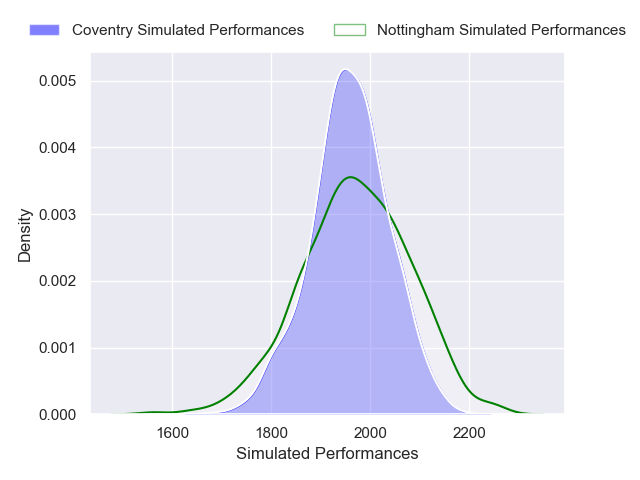 Coventry Simulated Performances Nottingham Simulated Performances
0.005
0.004
0.003
0.002
0.001
0.000
Density
1600 1800 2000 2200
Simulated Performances